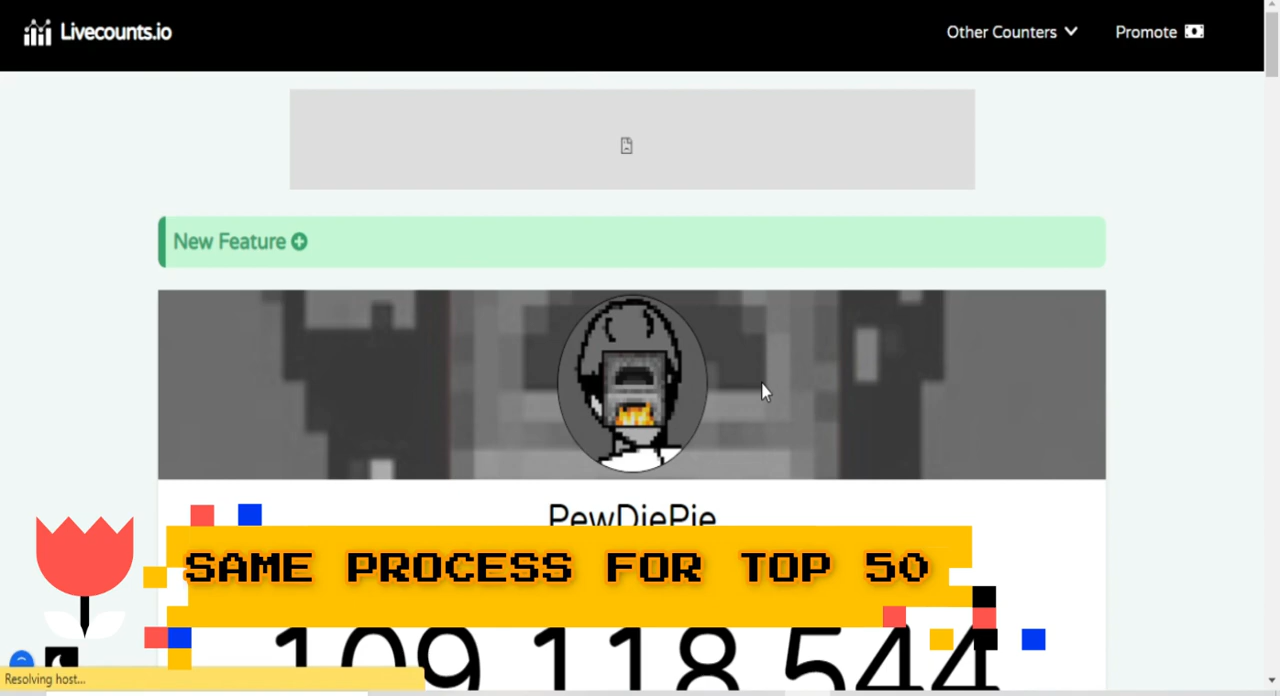 Livecounts.io
Other Counters
Promote
New Feature
PewDiePie
SAME PROCESS FOR TOP 50
109,118,544
Resolving host...